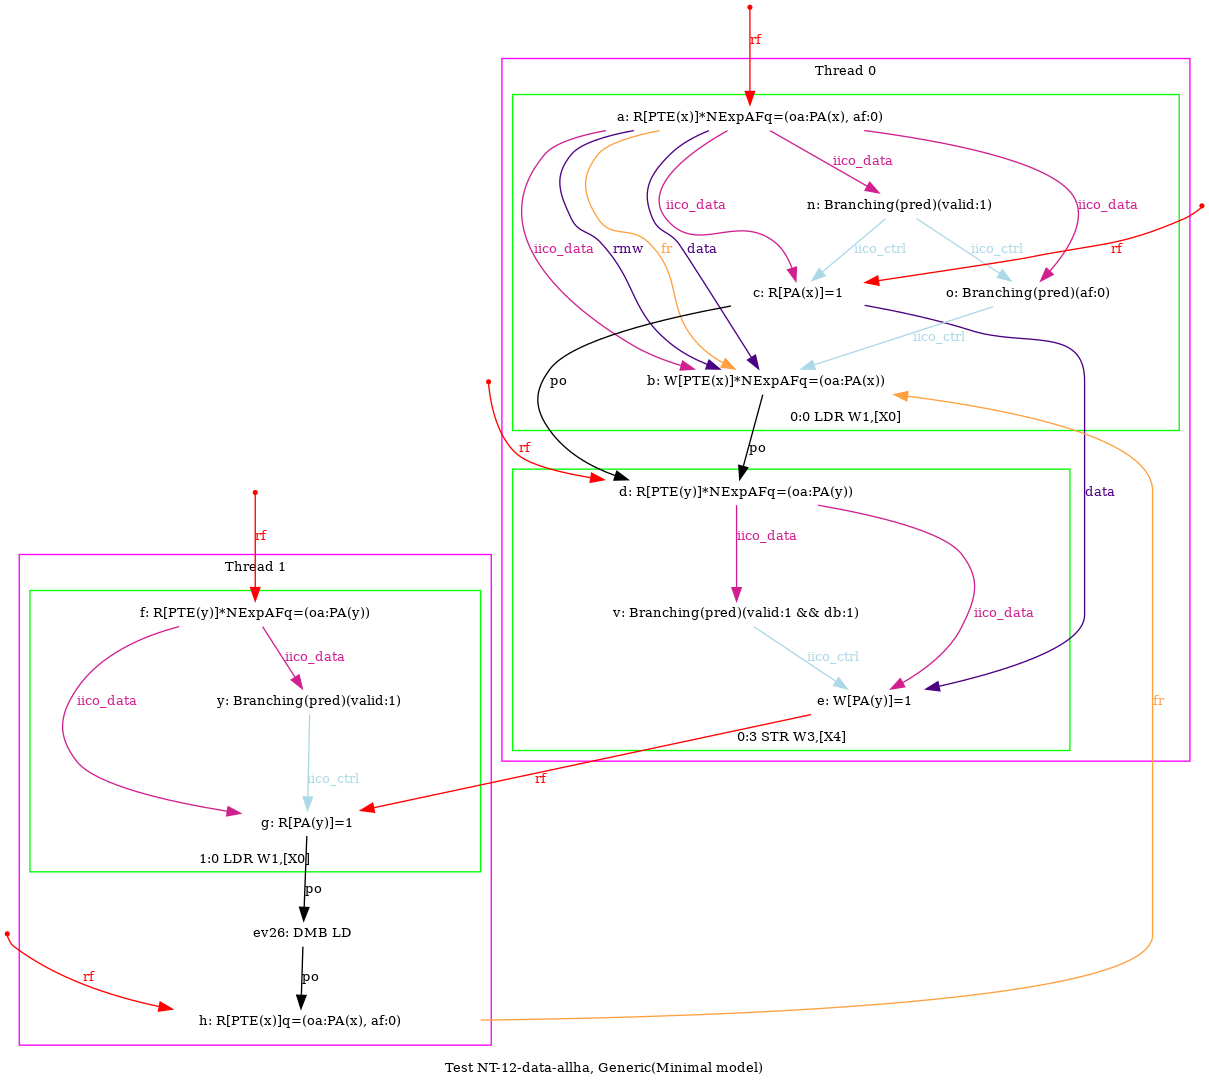 rf
Thread 0
a: R[PTE(x)]*NExpAFq=(oa:PA(x), af:0)
iico_data
n: Branching(pred)(valid:1)
iico_data
iico_data
iico_data
rmw
fr
data
iico_ctrl
iico_ctrl
rf
c: R[PA(x)]=1
o: Branching(pred)(af:0)
iico_ctrl
po
b: W[PTE(x)]*NExpAFq=(oa:PA(x))
0:0 LDR W1,[X0]
rf
po
d: R[PTE(y)]*NExpAFq=(oa:PA(y))
data
rf
iico_data
Thread 1
f: R[PTE(y)]*NExpAFq=(oa:PA(y))
v: Branching(pred)(valid:1 && db:1)
iico_data
iico_data
iico_ctrl
iico_data
y: Branching(pred)(valid:1)
e: W[PA(y)]=1
fr
0:3 STR W3,[X4]
iico_ctrl
rf
g: R[PA(y)]=1
1:0 LDR W1,[X0]
po
ev26: DMB LD
rf
po
h: R[PTE(x)]q=(oa:PA(x), af:0)
Test NT-12-data-allha, Generic(Minimal model)